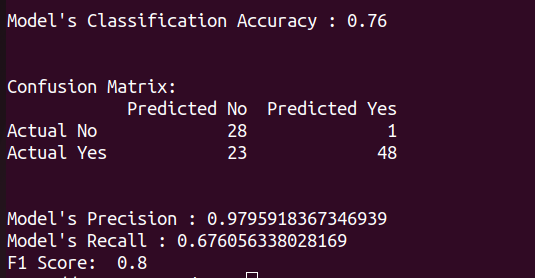 Model's Classification Accuracy : 0.76
Confusion Matrix:
Predicted No  Predicted Yes
Actual No            28              1
Actual Yes           23             48
Model's Precision : 0.9795918367346939
Model's Recall : 0.676056338028169
F1 Score:  0.8